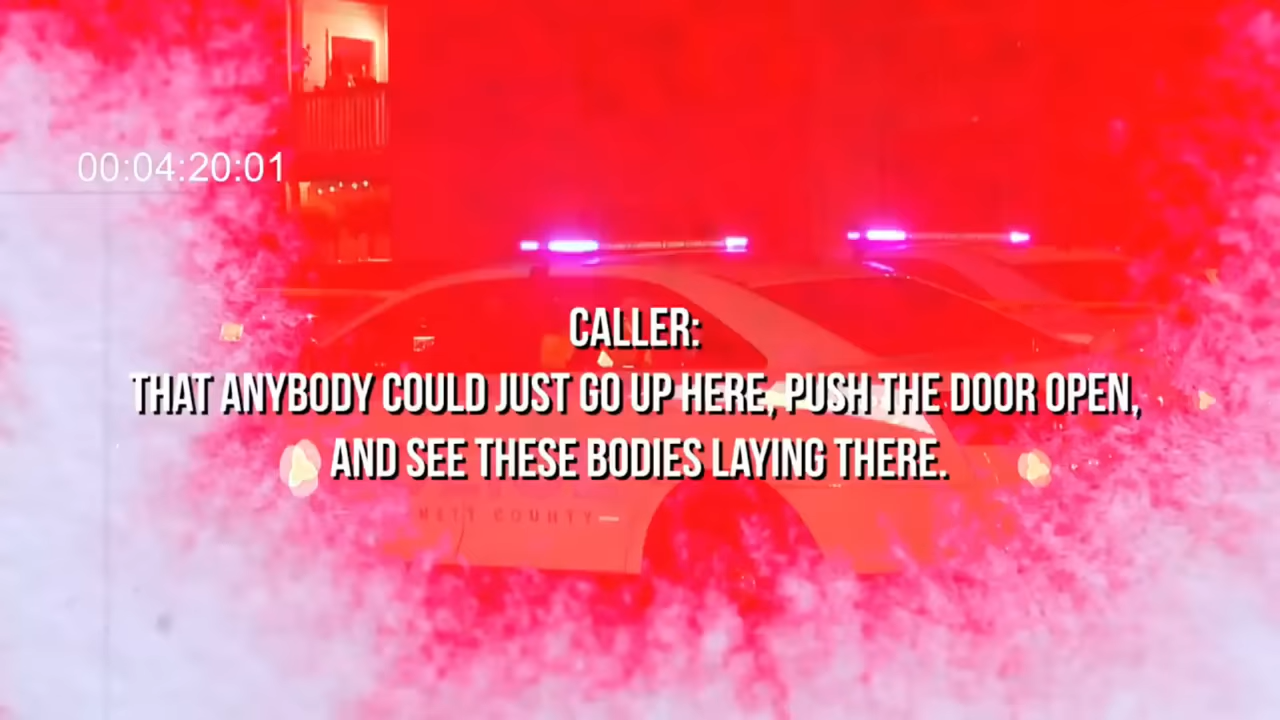 00:04:20:01
CALLER:
THAT ANYBODY COULD JUST GO UP HERE, PUSH THE DOOR OPEN,
AND SEE THESE BODIES LAYING THERE.
COUNTY